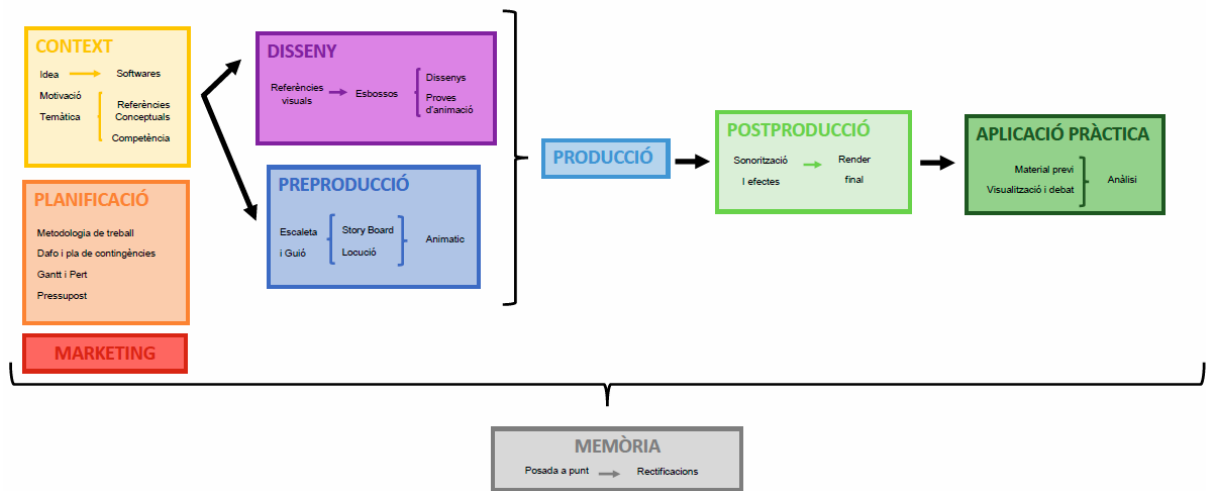 CONTEXT
Idea
Softwares
Motivació
Temàtica
Referències
Conceptuals
Competència
PLANIFICACIÓ
Metodologia de treball
Dafo i pla de contingències
Gantt i Pert
Pressupost
MARKETING
DISSENY
Referències
visuals
Esbossos
Dissenys
Proves
d'animació
PREPRODUCCIÓ
Escaleta
i Guió
Story Board
Locució
Animatic
PRODUCCIÓ
POSTPRODUCCIÓ
Sonorització
I efectes
Render
final
APLICACIÓ PRÀCTICA
Material previ
Visualització i debat
Anàlisi
MEMÒRIA
Posada a punt
Rectificacions